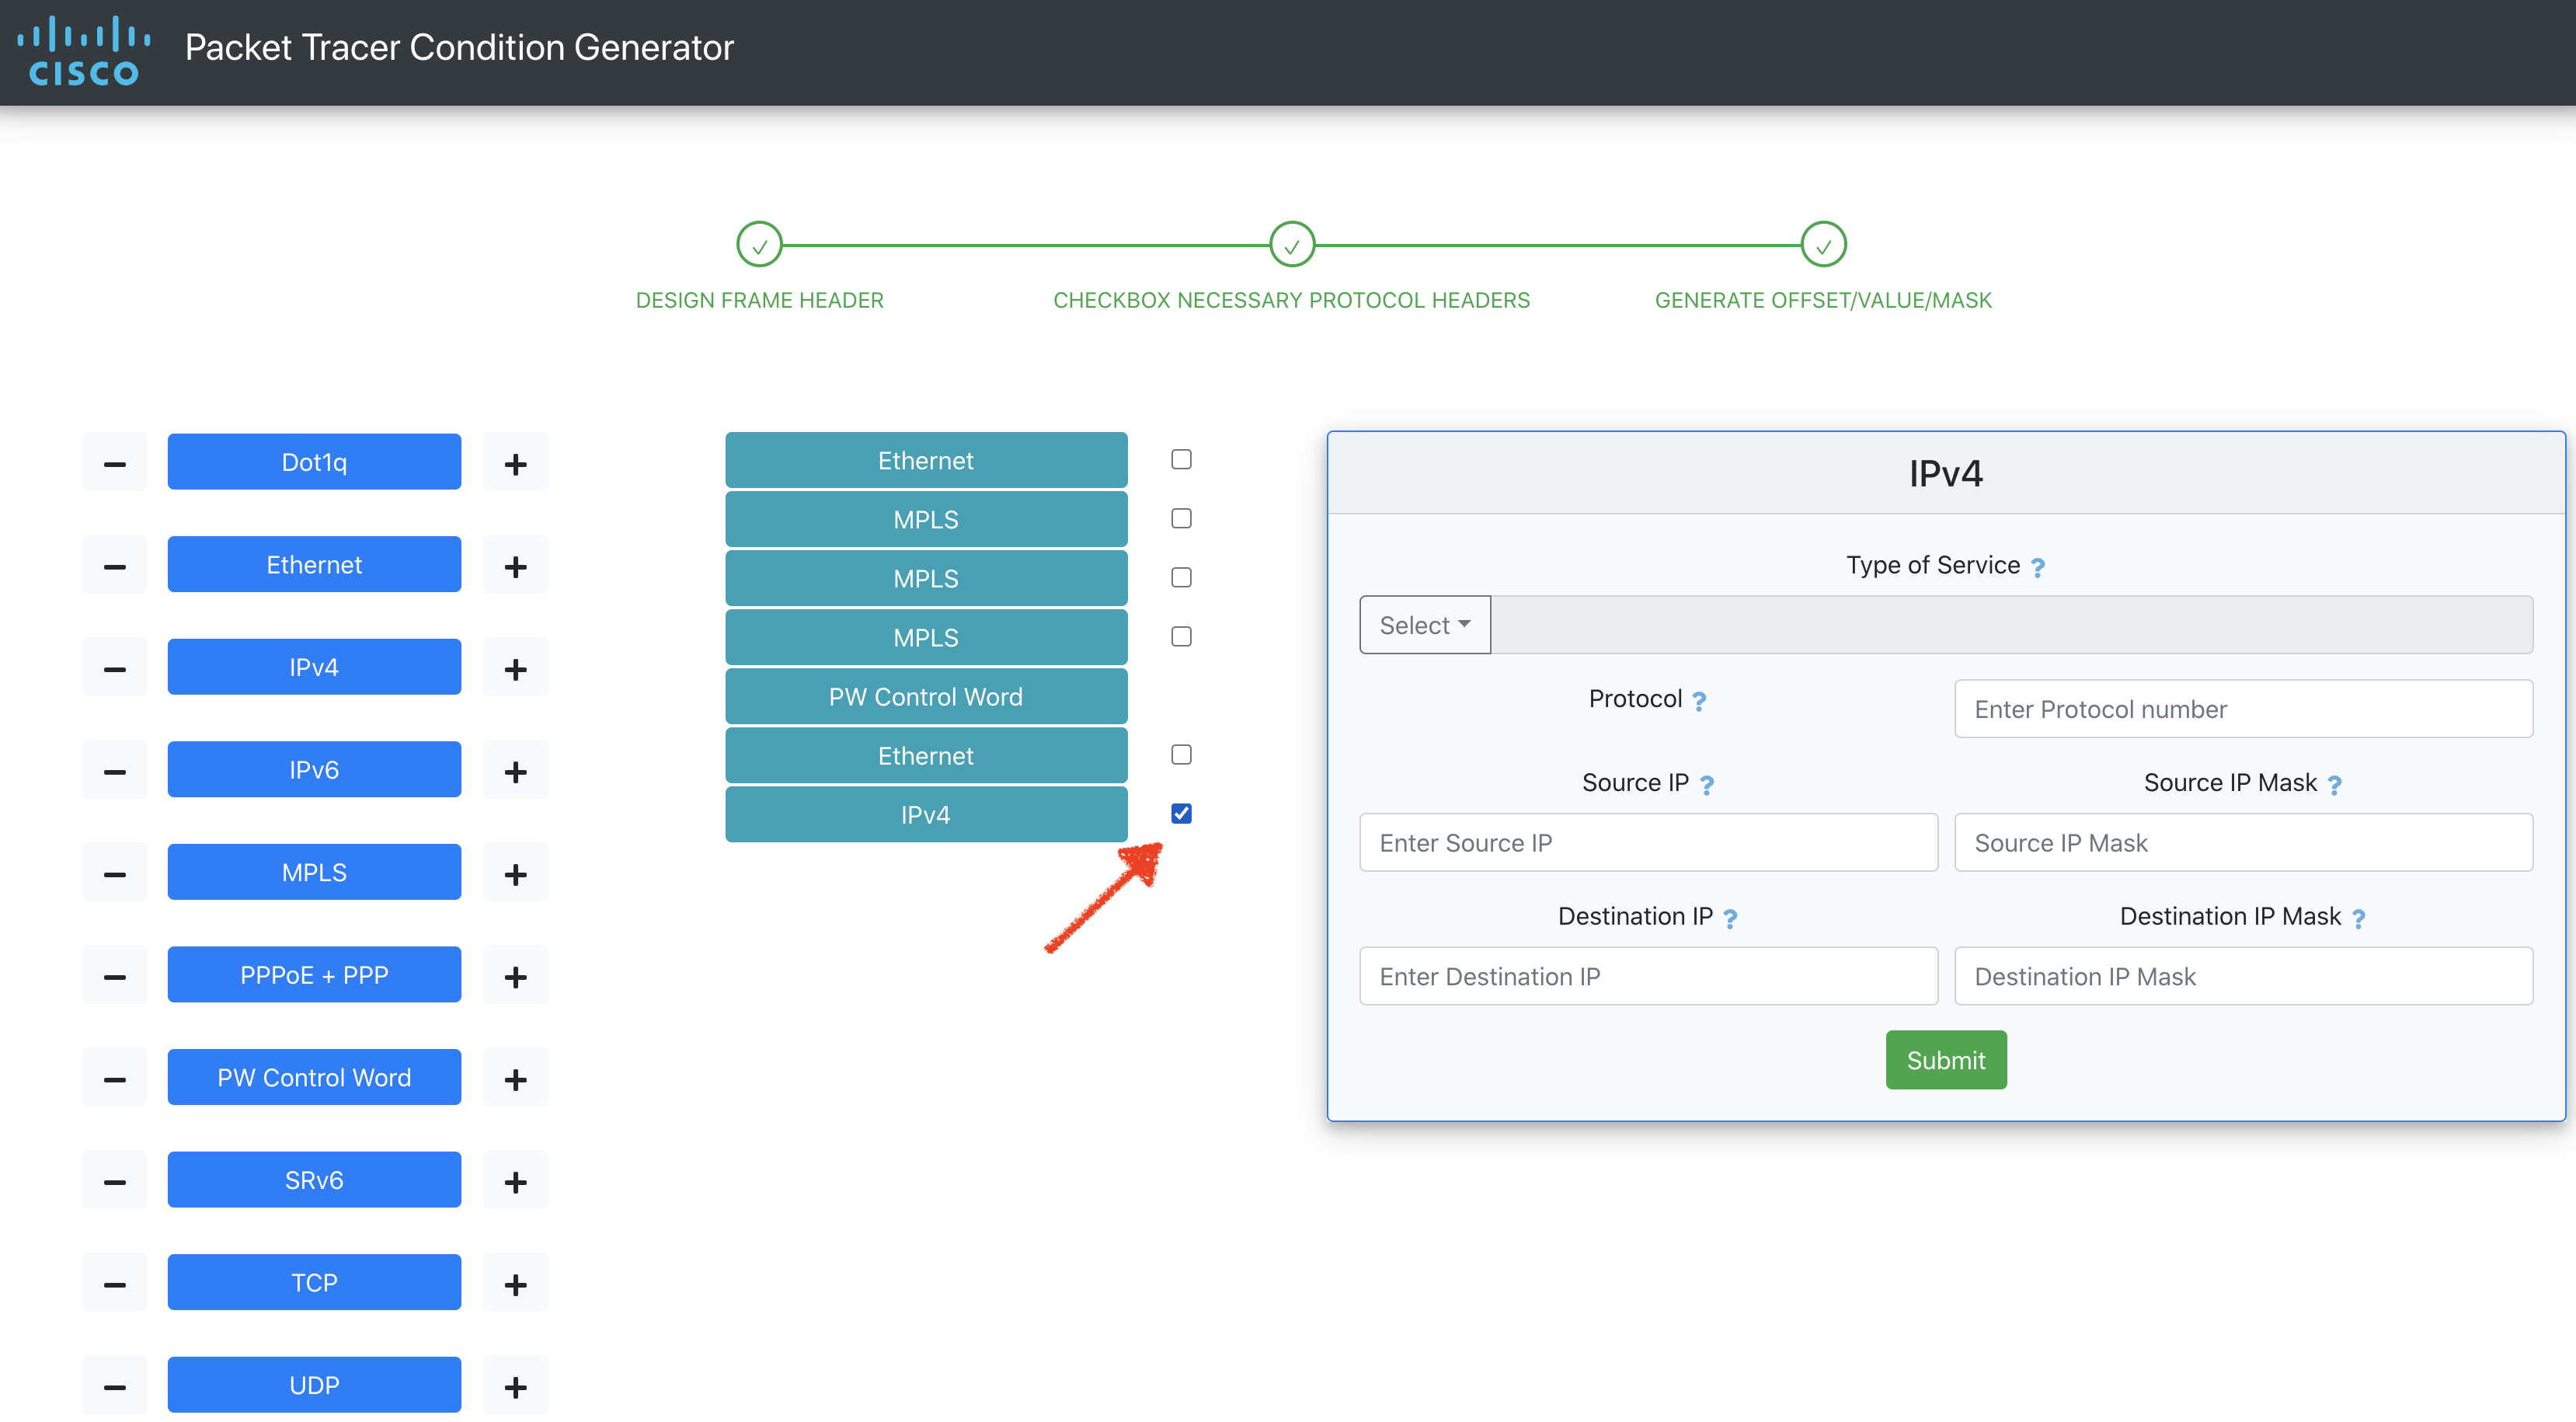 CISCO
Packet Tracer Condition Generator
DESIGN FRAME HEADER
CHECKBOX NECESSARY PROTOCOL HEADERS
GENERATE OFFSET/VALUE/MASK
Dot1q
Ethernet
IPv4
IPv6
MPLS
PPPoE + PPP
PW Control Word
SRv6
TCP
UDP
Ethernet
MPLS
MPLS
MPLS
PW Control Word
Ethernet
IPv4
IPv4
Type of Service ?
Select
Protocol ?
Enter Protocol number
Source IP ?
Source IP Mask ?
Enter Source IP
Source IP Mask
Destination IP ?
Destination IP Mask ?
Enter Destination IP
Destination IP Mask
Submit